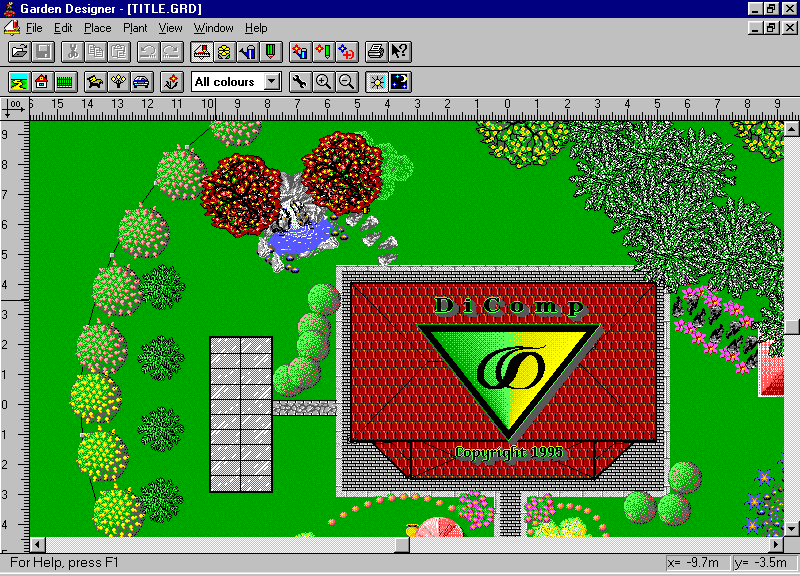 Garden Designer - [TITLE.GRD]
File Edit Place Plant View Window Help
All colours
00 6 15 14 13 12 11 10 9 8 7 6 5 4 3 2 1 0 1 2 3 4 5 6 7 8 9
9
8
7
6
5
4
3
2
1
0
1
2
3
4
DiComp
Copyright 1995
For Help, press F1 x= -9.7m y= -3.5m